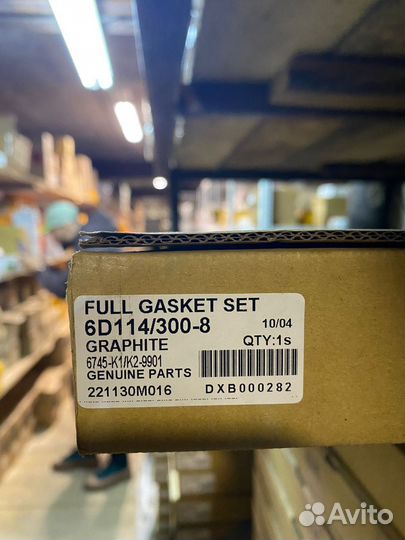 FULL GASKET SET
6D114/300-8 10/04
GRAPHITE QTY:1s
6745-K1/K2-9901
GENUINE PARTS
221130M016 DXB000282
Avito